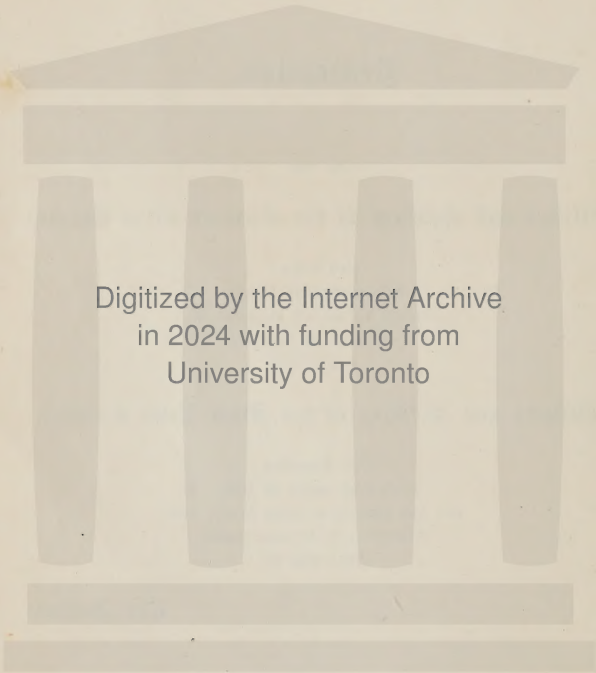 Digitized by the Internet Archive
in 2024 with funding from
University of Toronto